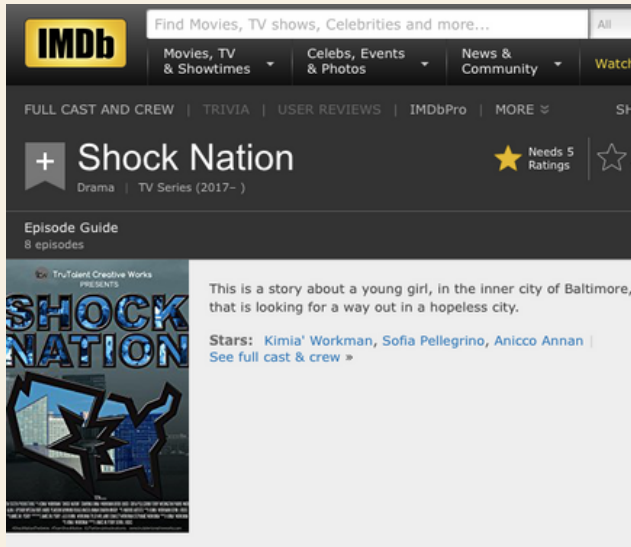 IMDb
Find Movies, TV shows, Celebrities and more...
All
Movies, TV
& Showtimes
Celebs, Events
& Photos
News &
Community
Watch
FULL CAST AND CREW | TRIVIA | USER REVIEWS | IMDbPro | MORE
SH
+ Shock Nation
Needs 5
Ratings
Drama | TV Series (2017– )
Episode Guide
8 episodes
TruTalent Creative Works
PRESENTS
SHOCK
NATION
This is a story about a young girl, in the inner city of Baltimore,
that is looking for a way out in a hopeless city.
Stars: Kimia' Workman, Sofia Pellegrino, Anicco Annan |
See full cast & crew »